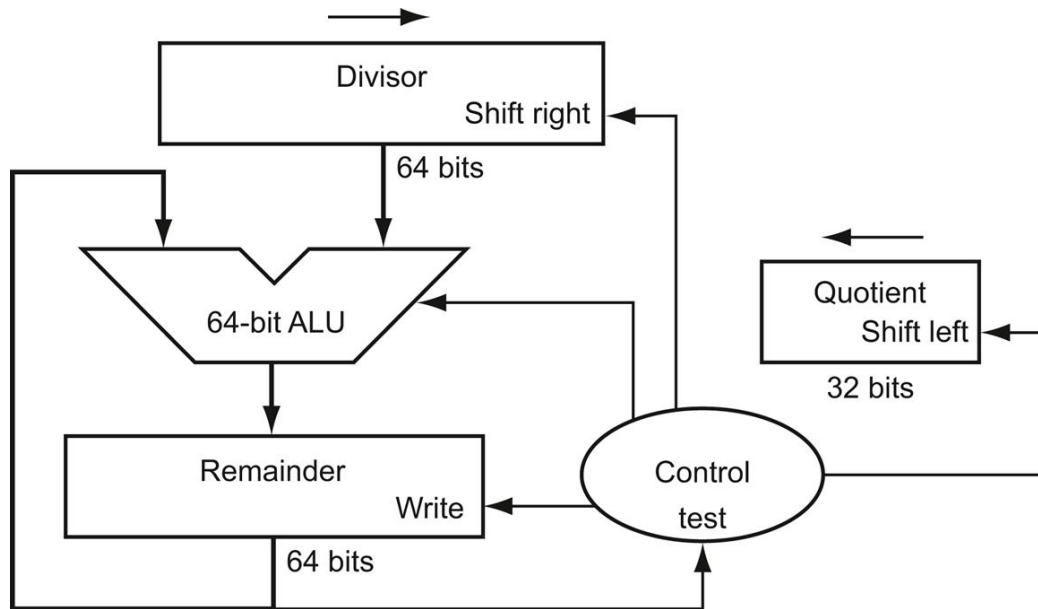 Divisor
Shift right
64 bits
64-bit ALU
Quotient
Shift left
32 bits
Remainder
Write
64 bits
Control
test